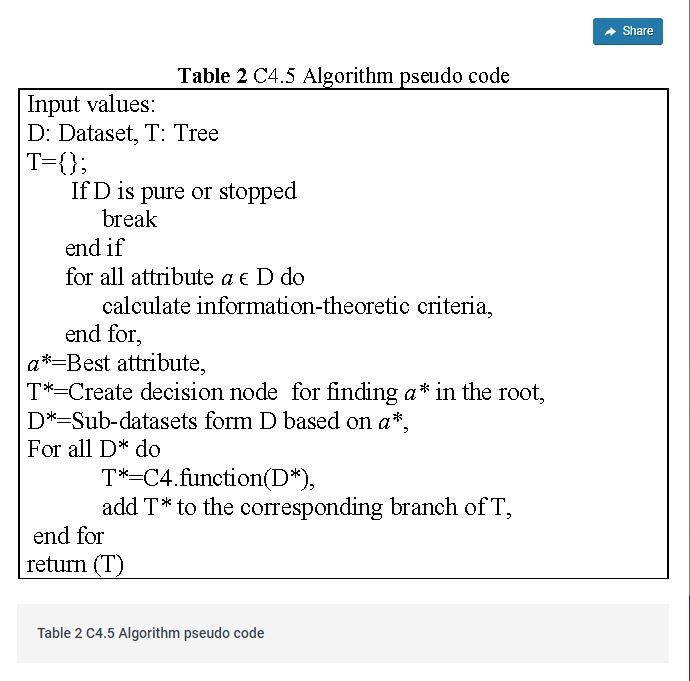 Share
Table 2 C4.5 Algorithm pseudo code
Input values:
D: Dataset, T: Tree
T={};
If D is pure or stopped
break
end if
for all attribute a ϵ D do
calculate information-theoretic criteria,
end for,
a*=Best attribute,
T*=Create decision node for finding a* in the root,
D*=Sub-datasets form D based on a*,
For all D* do
T*=C4.function(D*),
add T* to the corresponding branch of T,
end for
return (T)
Table 2 C4.5 Algorithm pseudo code